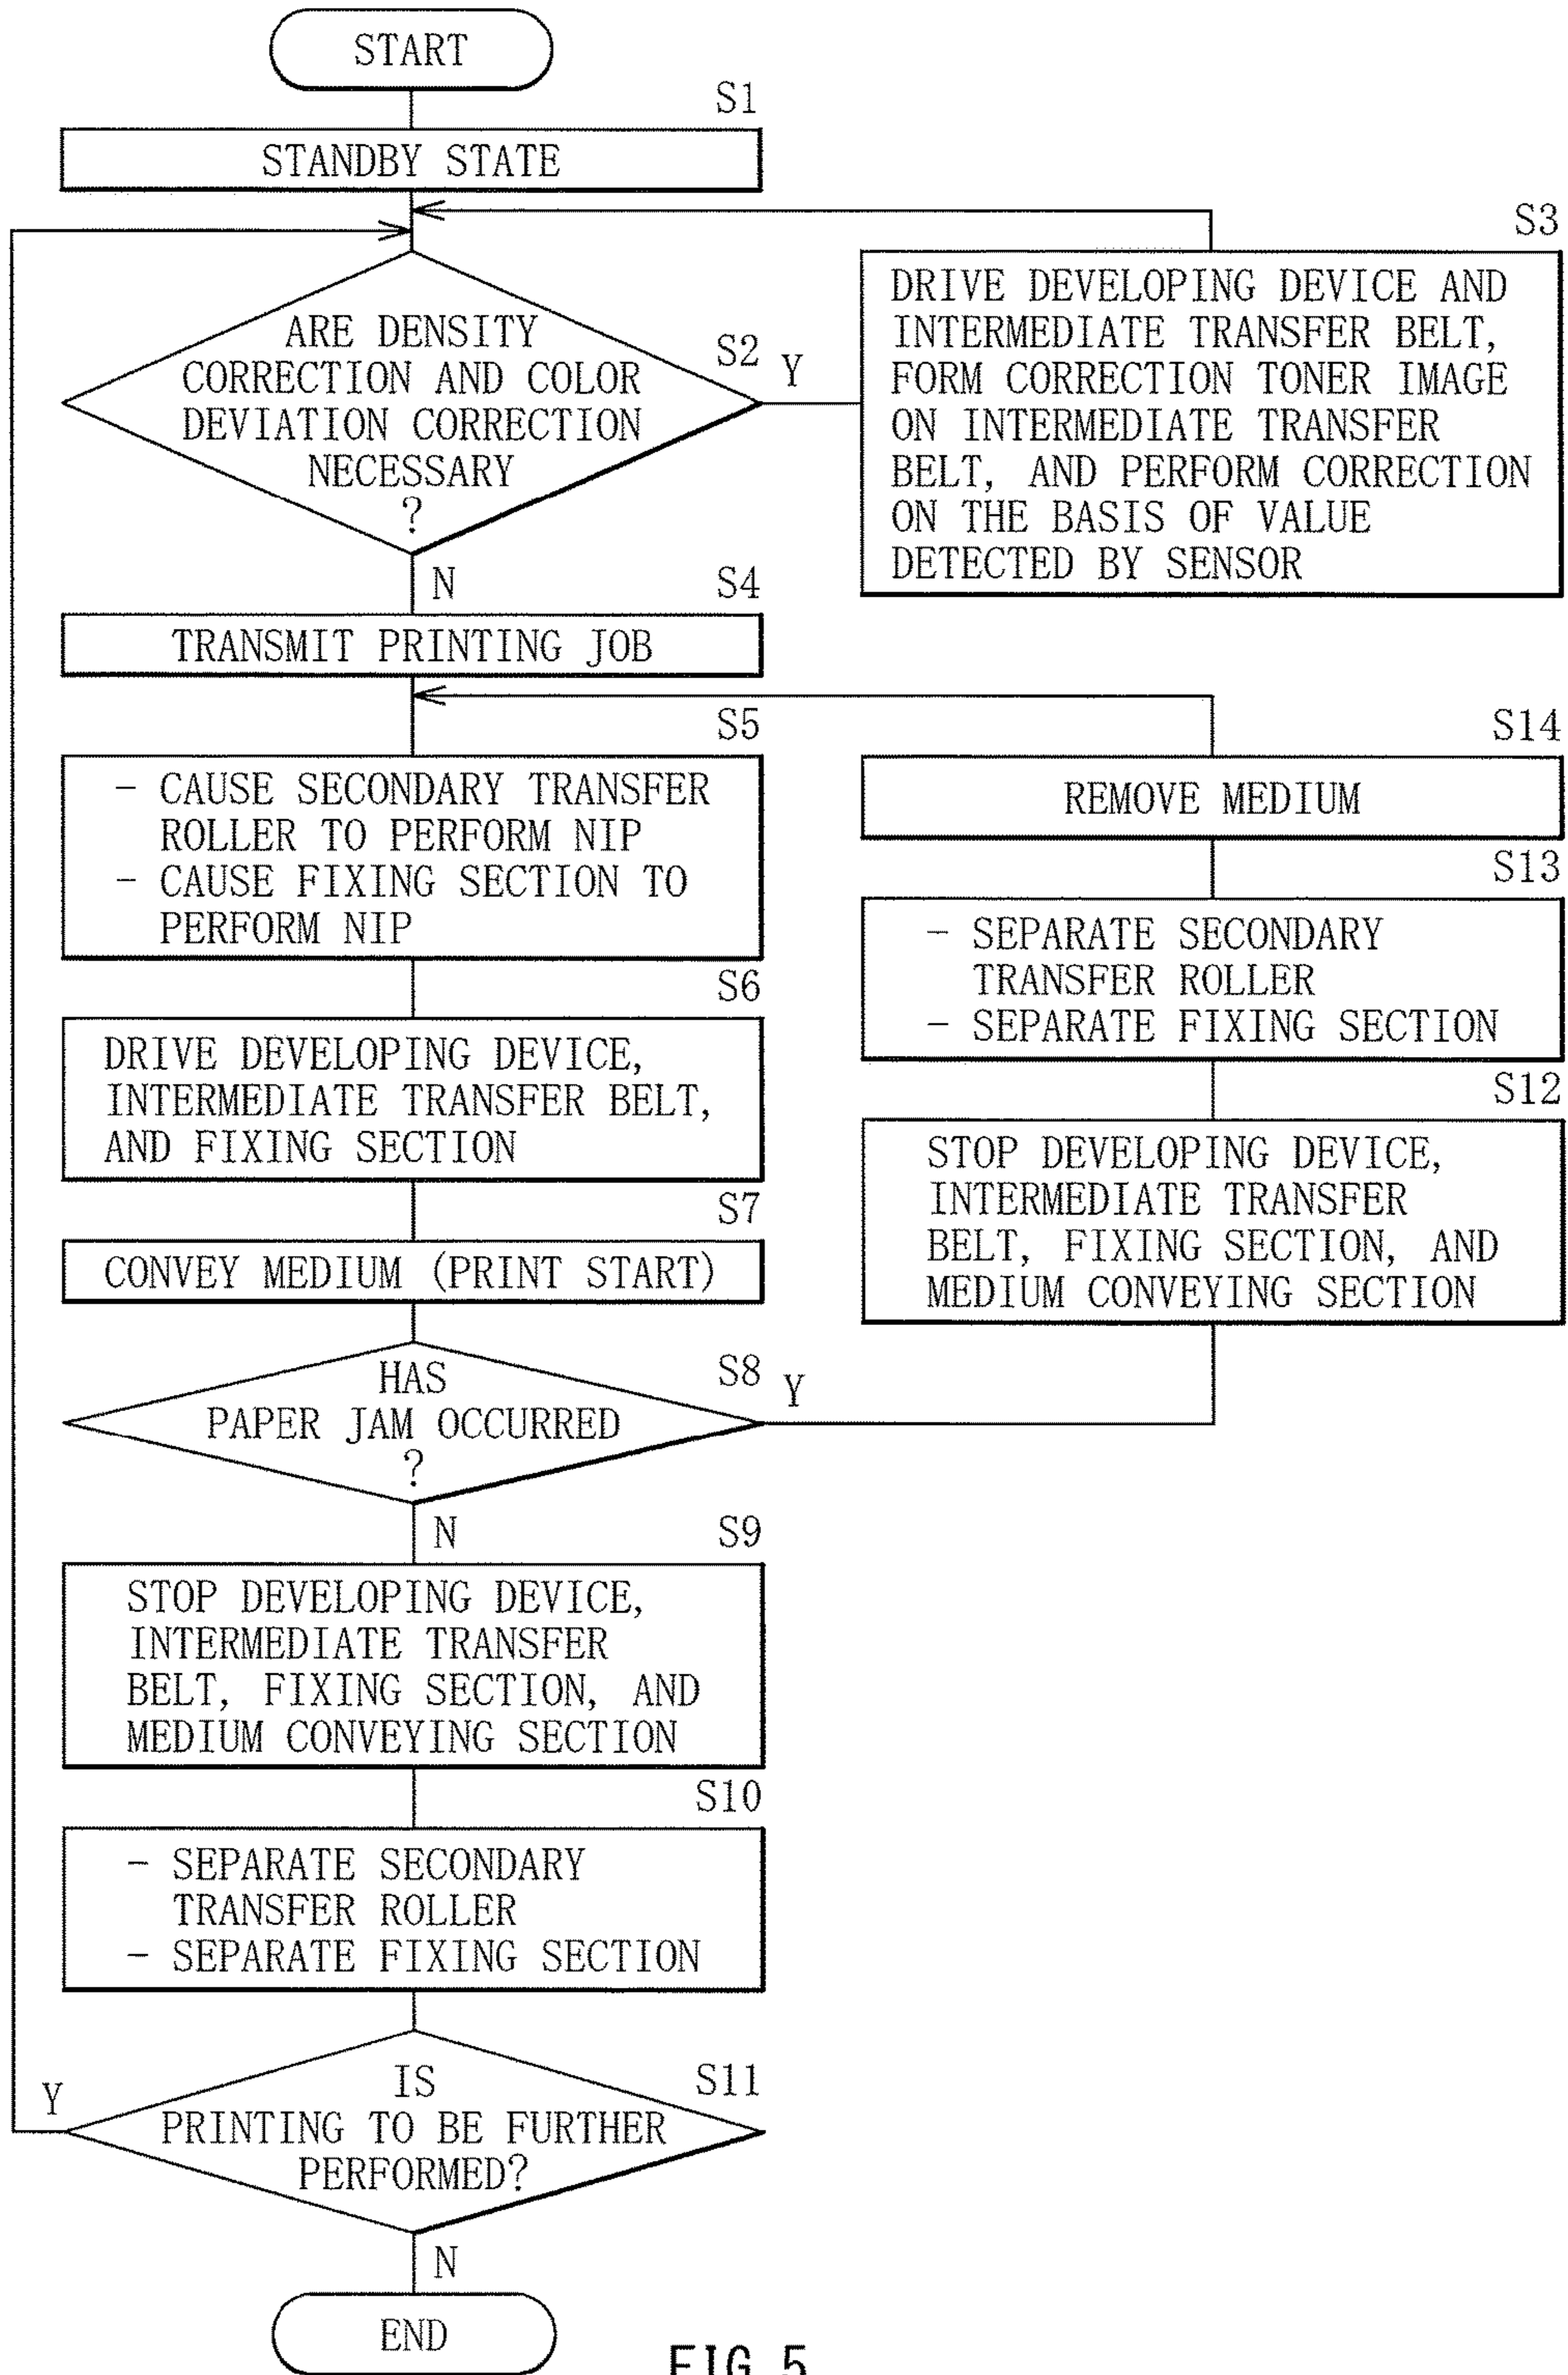 START
S1
STANDBY STATE
S2
ARE DENSITY
CORRECTION AND COLOR
DEVIATION CORRECTION
NECESSARY
?
Y
S3
DRIVE DEVELOPING DEVICE AND
INTERMEDIATE TRANSFER BELT,
FORM CORRECTION TONER IMAGE
ON INTERMEDIATE TRANSFER
BELT, AND PERFORM CORRECTION
ON THE BASIS OF VALUE
DETECTED BY SENSOR
N
S4
TRANSMIT PRINTING JOB
S5
- CAUSE SECONDARY TRANSFER
ROLLER TO PERFORM NIP
- CAUSE FIXING SECTION TO
PERFORM NIP
S6
DRIVE DEVELOPING DEVICE,
INTERMEDIATE TRANSFER BELT,
AND FIXING SECTION
S7
CONVEY MEDIUM (PRINT START)
S8
HAS
PAPER JAM OCCURRED
?
Y
S14
REMOVE MEDIUM
S13
- SEPARATE SECONDARY
TRANSFER ROLLER
- SEPARATE FIXING SECTION
S12
STOP DEVELOPING DEVICE,
INTERMEDIATE TRANSFER
BELT, FIXING SECTION, AND
MEDIUM CONVEYING SECTION
N
S9
STOP DEVELOPING DEVICE,
INTERMEDIATE TRANSFER
BELT, FIXING SECTION, AND
MEDIUM CONVEYING SECTION
S10
- SEPARATE SECONDARY
TRANSFER ROLLER
- SEPARATE FIXING SECTION
S11
IS
PRINTING TO BE FURTHER
PERFORMED?
Y
N
END
FIG. 5